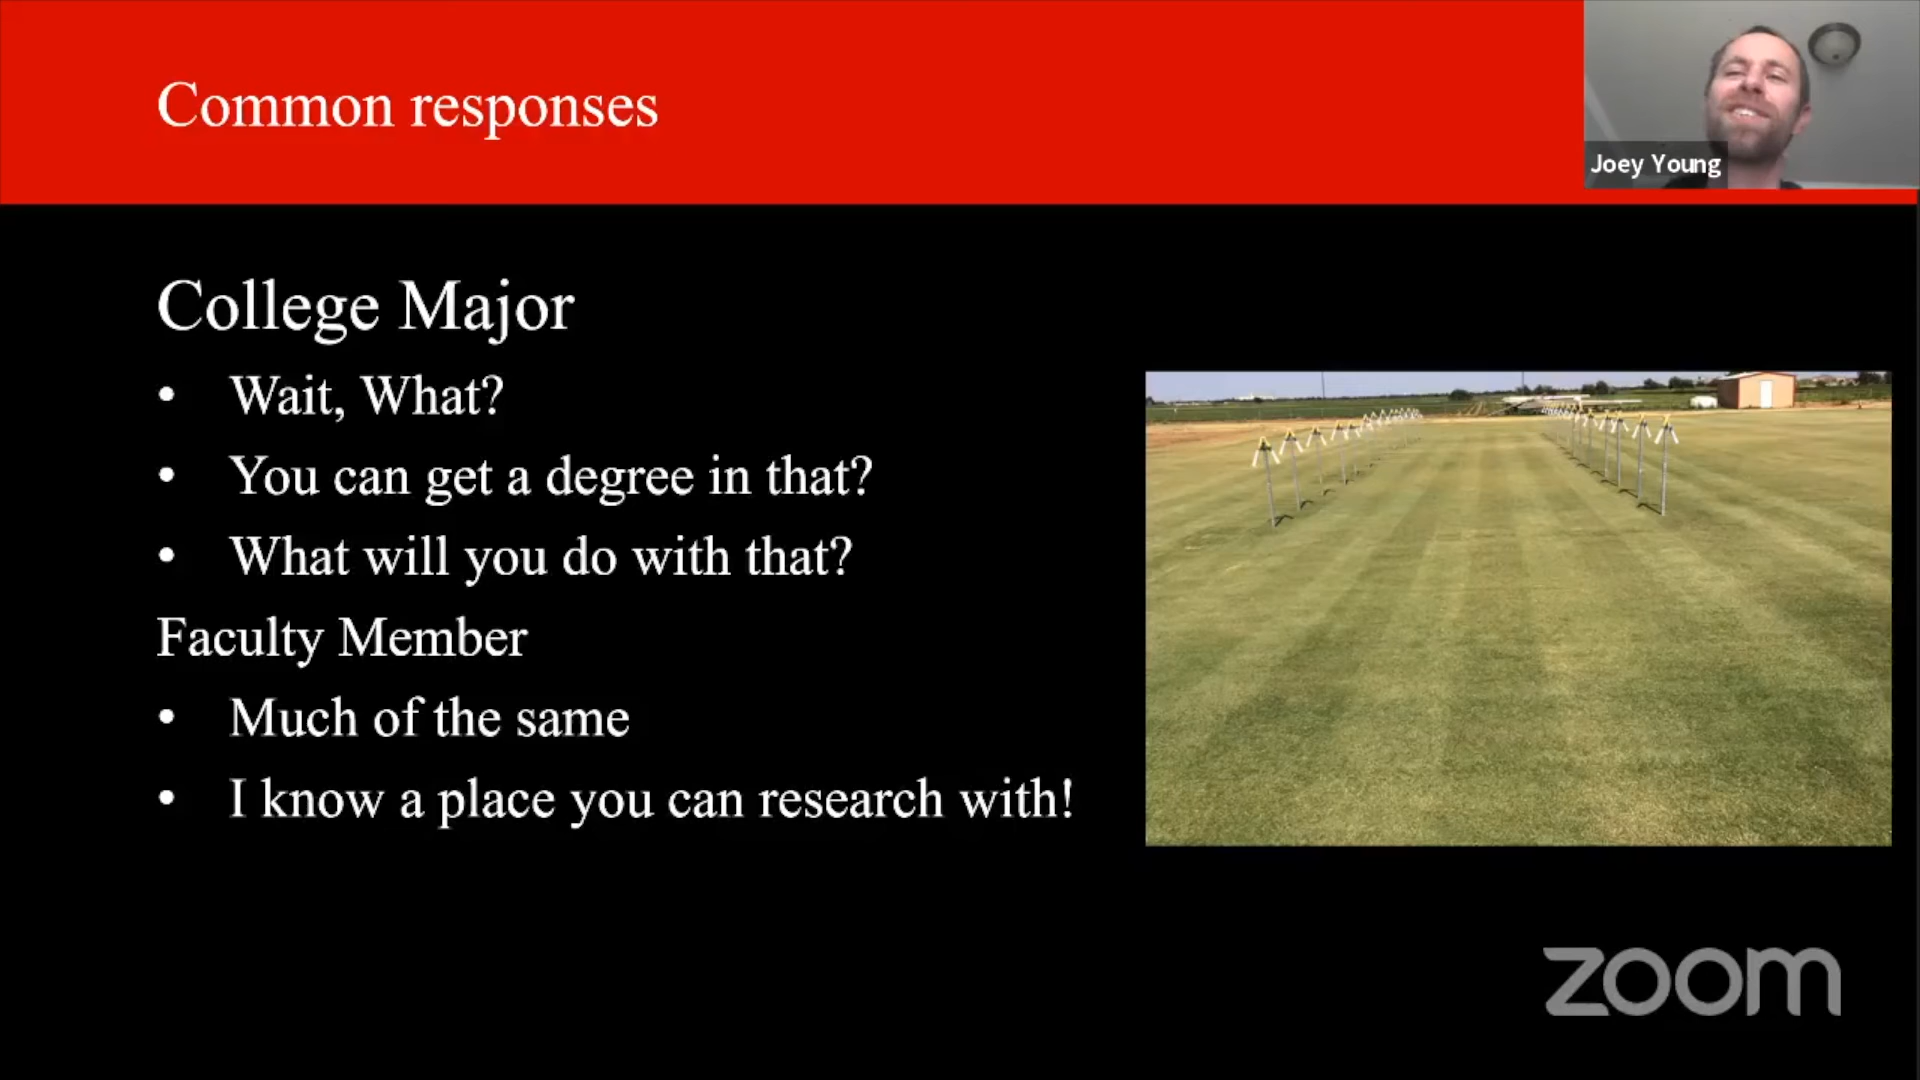 Common responses
Joey Young
College Major
• Wait, What?
• You can get a degree in that?
• What will you do with that?
Faculty Member
• Much of the same
• I know a place you can research with!
zoom